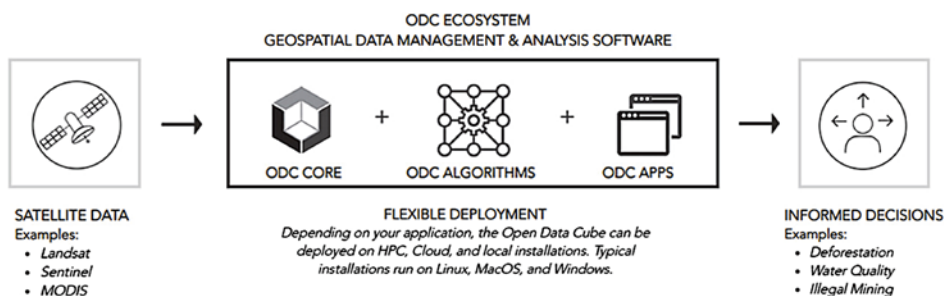 ODC ECOSYSTEM
GEOSPATIAL DATA MANAGEMENT & ANALYSIS SOFTWARE
ODC CORE
+
ODC ALGORITHMS
+
ODC APPS
SATELLITE DATA
Examples:
• Landsat
• Sentinel
• MODIS
FLEXIBLE DEPLOYMENT
Depending on your application, the Open Data Cube can be
deployed on HPC, Cloud, and local installations. Typical
installations run on Linux, MacOS, and Windows.
INFORMED DECISIONS
Examples:
• Deforestation
• Water Quality
• Illegal Mining